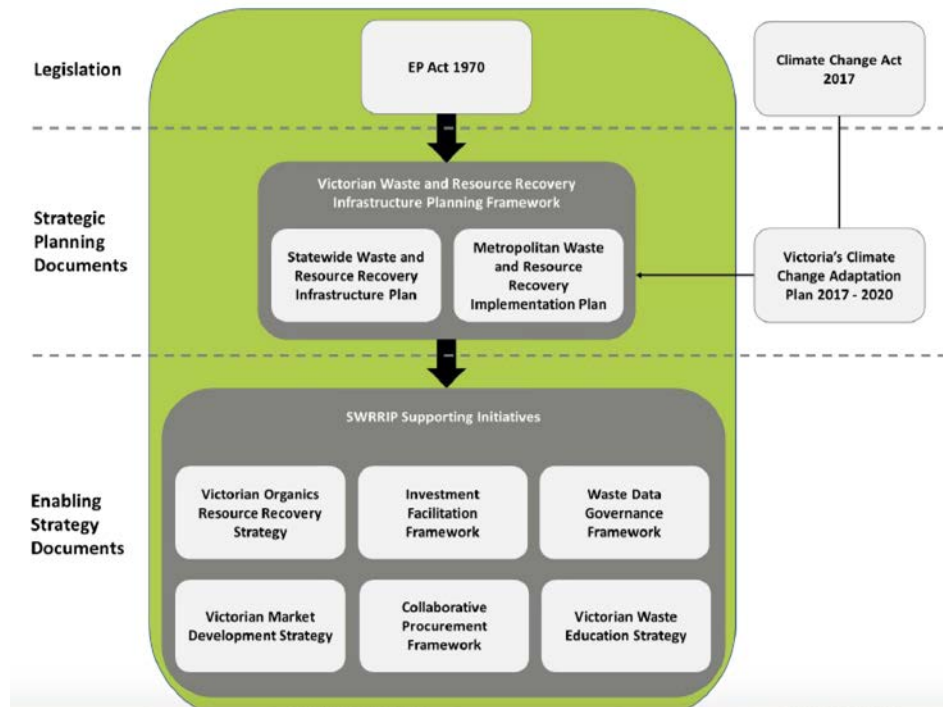 Legislation
EP Act 1970
Climate Change Act
2017
Strategic
Planning
Documents
Victorian Waste and Resource Recovery
Infrastructure Planning Framework
Statewide Waste and
Resource Recovery
Infrastructure Plan
Metropolitan Waste
and Resource
Recovery
Implementation Plan
Victoria's Climate
Change Adaptation
Plan 2017 - 2020
Enabling
Strategy
Documents
SWRRIP Supporting Initiatives
Victorian Organics
Resource Recovery
Strategy
Investment
Facilitation
Framework
Waste Data
Governance
Framework
Victorian Market
Development Strategy
Collaborative
Procurement
Framework
Victorian Waste
Education Strategy